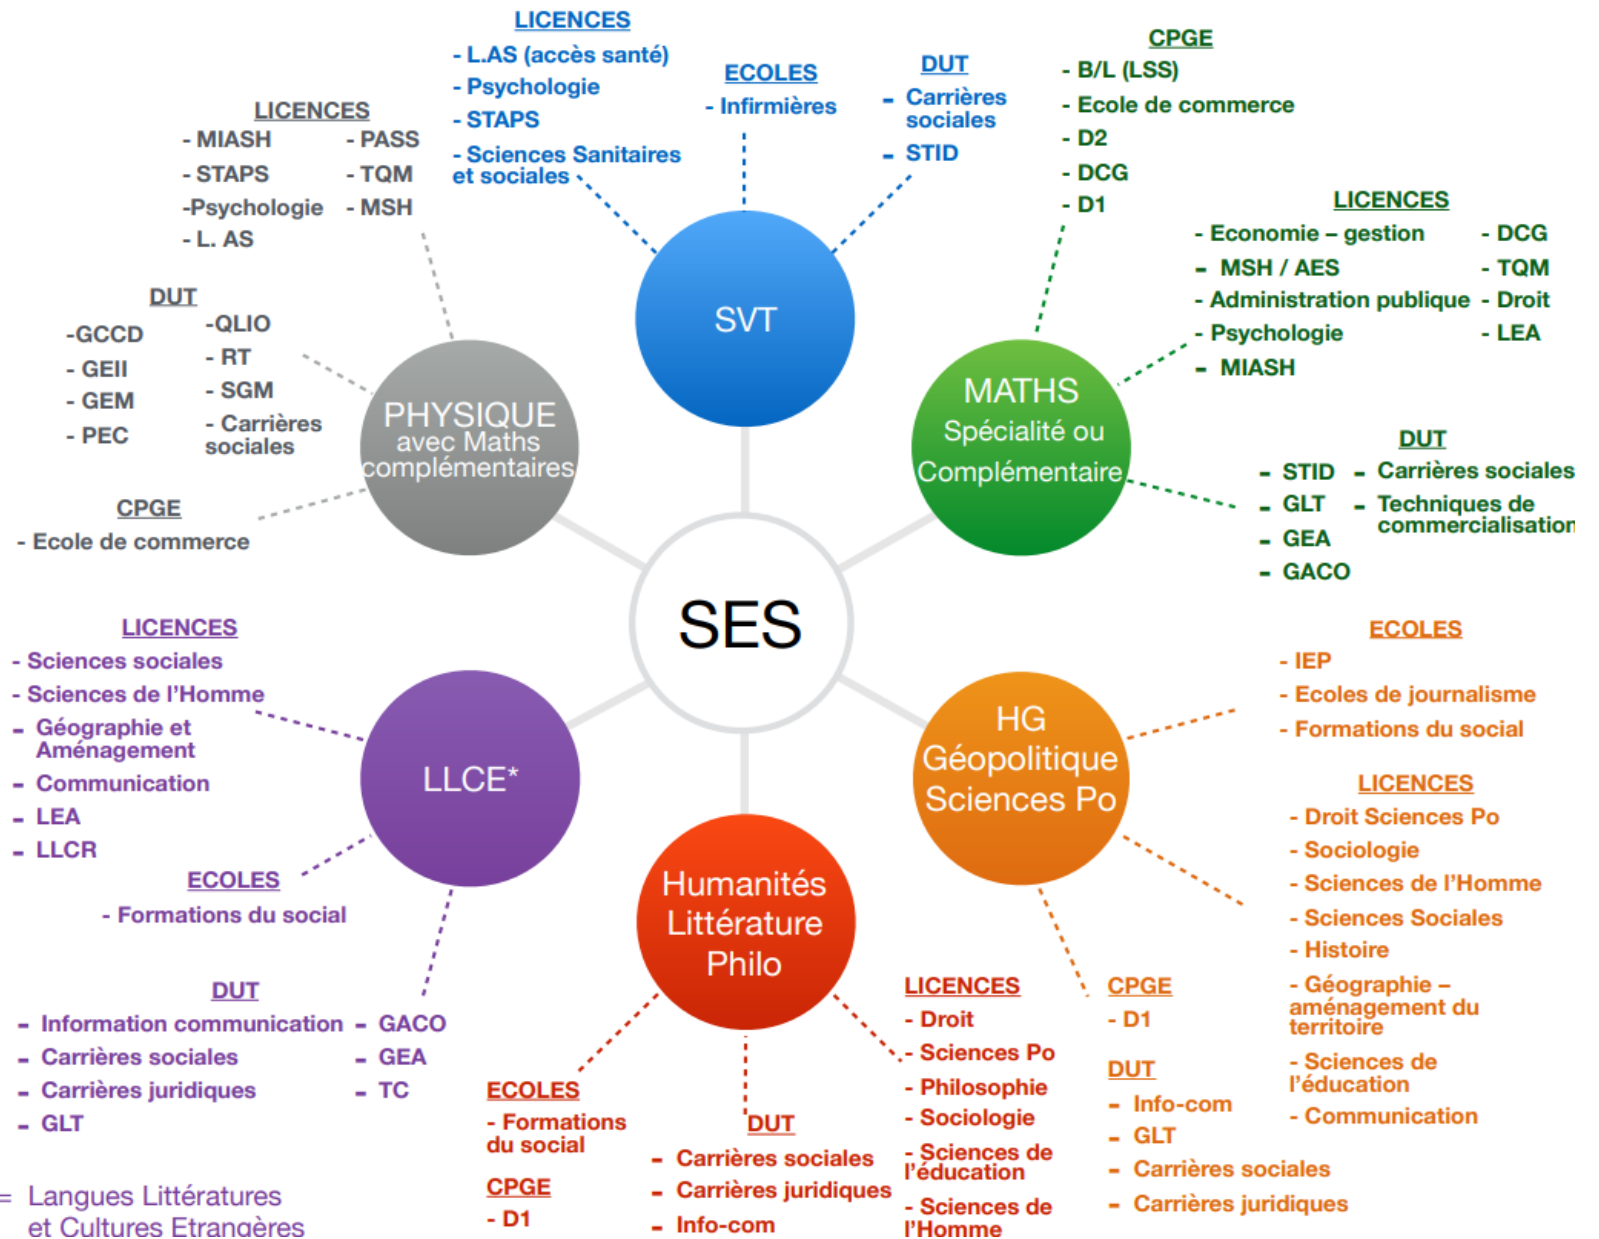 LICENCES
- L.AS (accès santé)
- Psychologie
- STAPS
- Sciences Sanitaires
et sociales
ECOLES
- Infirmières
DUT
- Carrières
sociales
- STID
SVT
CPGE
- B/L (LSS)
- Ecole de commerce
- D2
- DCG
- D1
LICENCES
- Economie – gestion
- MSH / AES
- Administration publique
- Psychologie
- MIASH
- DCG
- TQM
- Droit
- LEA
DUT
- STID
- GLT
- GEA
- GACO
- Carrières sociales
- Techniques de
commercialisation
MATHS
Spécialité ou
Complémentaire
LICENCES
- MIASH
- STAPS
-Psychologie
- L. AS
- PASS
- TQM
- MSH
DUT
-GCCD
- GEII
- GEM
- PEC
-QLIO
- RT
- SGM
- Carrières
sociales
CPGE
- Ecole de commerce
PHYSIQUE
avec Maths
complémentaires
SES
LICENCES
- Sciences sociales
- Sciences de l'Homme
- Géographie et
Aménagement
- Communication
- LEA
- LLCR
ECOLES
- Formations du social
DUT
- Information communication
- Carrières sociales
- Carrières juridiques
- GLT
- GACO
- GEA
- TC
LLCE*
= Langues Littératures
et Cultures Etrangères
Humanités
Littérature
Philo
ECOLES
- Formations
du social
CPGE
- D1
DUT
- Carrières sociales
- Carrières juridiques
- Info-com
LICENCES
- Droit
- Sciences Po
- Philosophie
- Sociologie
- Sciences de
l'éducation
- Sciences de
l'Homme
HG
Géopolitique
Sciences Po
ECOLES
- IEP
- Ecoles de journalisme
- Formations du social
LICENCES
- Droit Sciences Po
- Sociologie
- Sciences de l'Homme
- Sciences Sociales
- Histoire
- Géographie –
aménagement du
territoire
- Sciences de
l'éducation
- Communication
CPGE
- D1
DUT
- Info-com
- GLT
- Carrières sociales
- Carrières juridiques